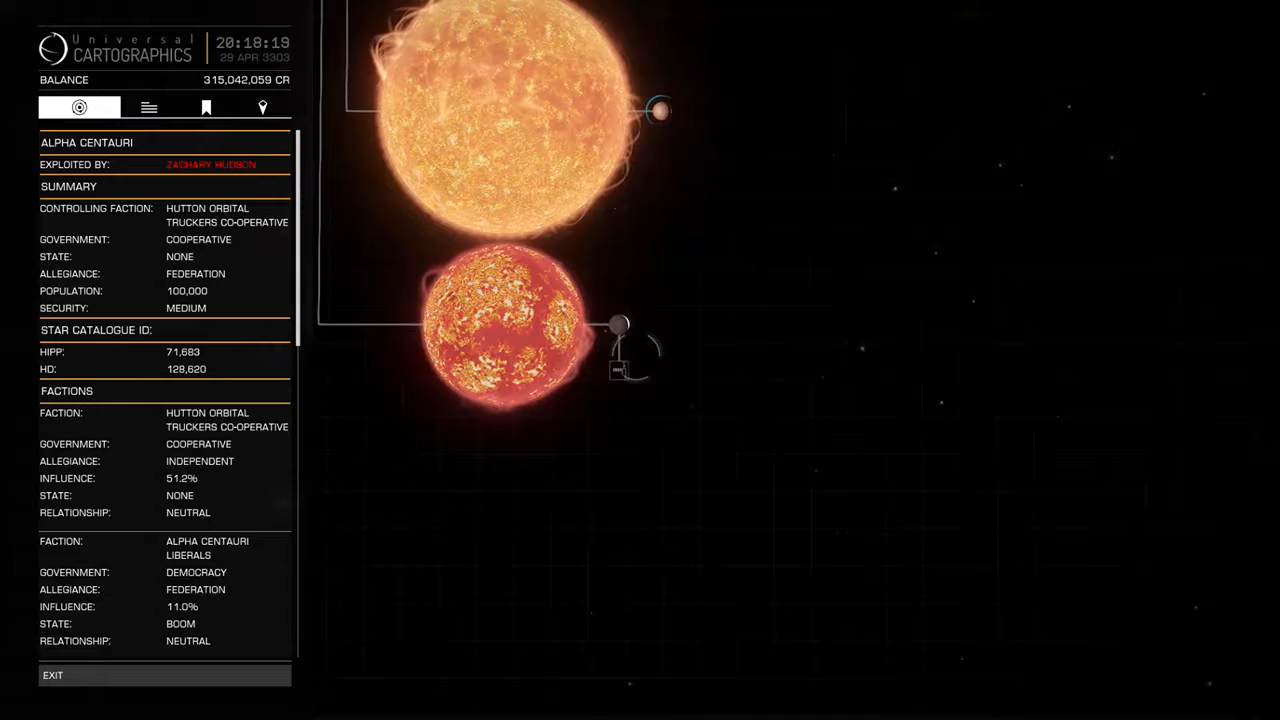 Universal
CARTOGRAPHICS
20:18:19
29 APR 3303
BALANCE 315,042,059 CR
ALPHA CENTAURI
EXPLOITED BY: ZACHARY HUDSON
SUMMARY
CONTROLLING FACTION: HUTTON ORBITAL
TRUCKERS CO-OPERATIVE
GOVERNMENT: COOPERATIVE
STATE: NONE
ALLEGIANCE: FEDERATION
POPULATION: 100,000
SECURITY: MEDIUM
STAR CATALOGUE ID:
HIPP: 71,683
HD: 128,620
FACTIONS
FACTION: HUTTON ORBITAL
TRUCKERS CO-OPERATIVE
GOVERNMENT: COOPERATIVE
ALLEGIANCE: INDEPENDENT
INFLUENCE: 51.2%
STATE: NONE
RELATIONSHIP: NEUTRAL
FACTION: ALPHA CENTAURI
LIBERALS
GOVERNMENT: DEMOCRACY
ALLEGIANCE: FEDERATION
INFLUENCE: 11.0%
STATE: BOOM
RELATIONSHIP: NEUTRAL
EXIT